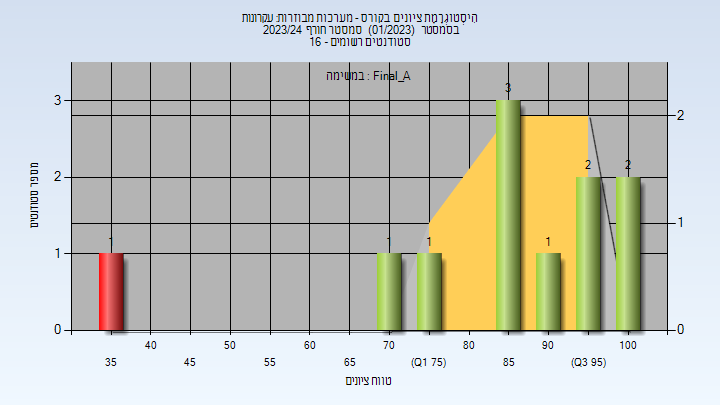 היסטוגרמת ציונים בקורס - מערכות מבוזרות: עקרונות
בסמסטר (01/2023) סמסטר חורף 2023/24
סטודנטים רשומים - 16
במשימה : Final_A
מספר סטודנטים
3
2
1
0
2
1
0
1
1
1
3
1
2
2
40 50 60 70 80 90 100
35 45 55 65 (Q1 75) 85 (Q3 95)
טווח ציונים